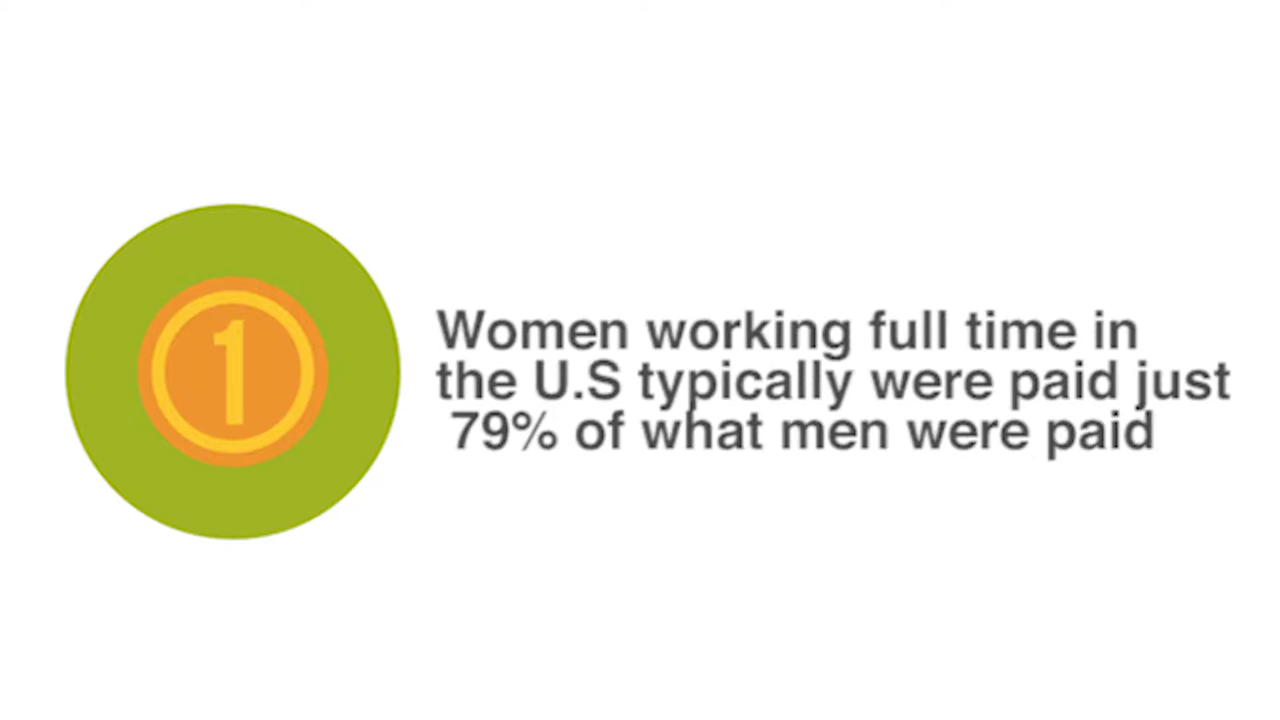 1
Women working full time in
the U.S typically were paid just
79% of what men were paid